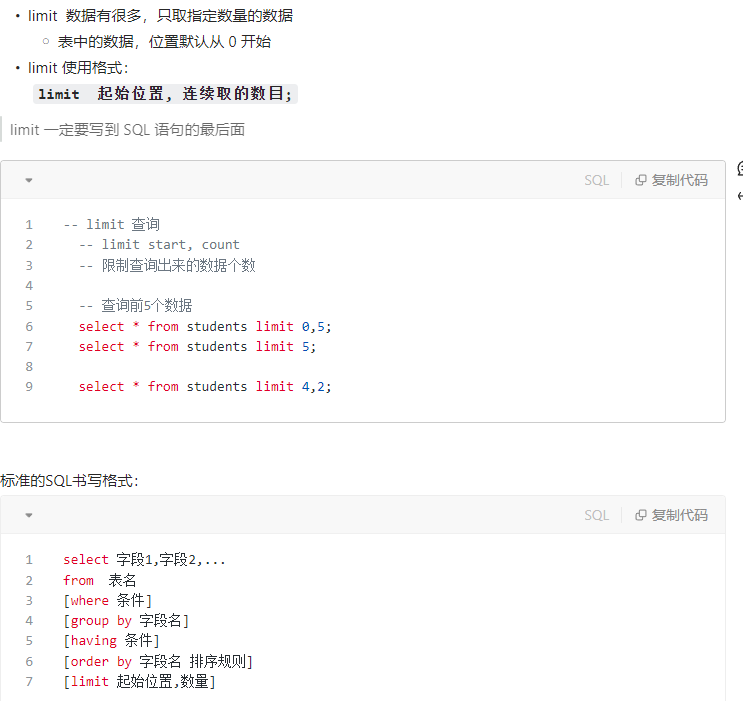 • limit 数据有很多，只取指定数量的数据
○ 表中的数据，位置默认从 0 开始
• limit 使用格式：
limit 起始位置, 连续取的数目;
limit 一定要写到 SQL 语句的最后面
SQL 复制代码
1 -- limit 查询
2 -- limit start, count
3 -- 限制查询出来的数据个数
4
5 -- 查询前5个数据
6 select * from students limit 0,5;
7 select * from students limit 5;
8
9 select * from students limit 4,2;
标准的SQL书写格式：
SQL 复制代码
1 select 字段1,字段2,...
2 from 表名
3 [where 条件]
4 [group by 字段名]
5 [having 条件]
6 [order by 字段名 排序规则]
7 [limit 起始位置,数量]